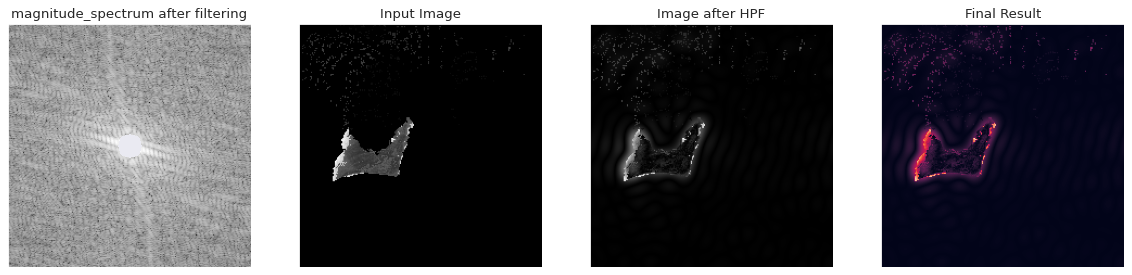 magnitude_spectrum after filtering
Input Image
Image after HPF
Final Result